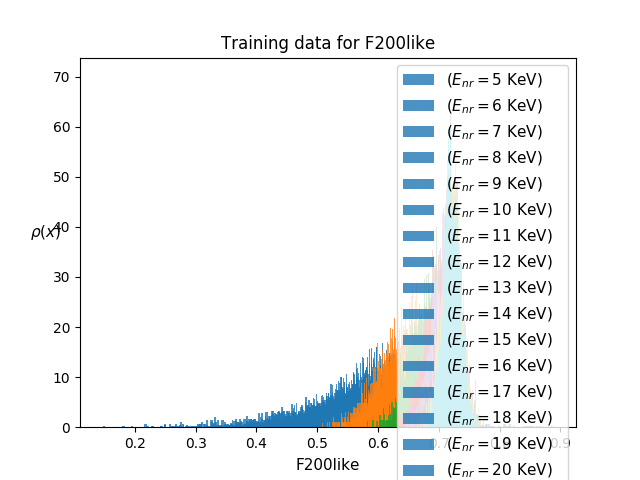 Training data for F200like
70
60
50
40
30
20
10
0
ρ(x)
0.2 0.3 0.4 0.5 0.6 0.7 0.9
F200like
(E_nr = 5 KeV)
(E_nr = 6 KeV)
(E_nr = 7 KeV)
(E_nr = 8 KeV)
(E_nr = 9 KeV)
(E_nr = 10 KeV)
(E_nr = 11 KeV)
(E_nr = 12 KeV)
(E_nr = 13 KeV)
(E_nr = 14 KeV)
(E_nr = 15 KeV)
(E_nr = 16 KeV)
(E_nr = 17 KeV)
(E_nr = 18 KeV)
(E_nr = 19 KeV)
(E_nr = 20 KeV)